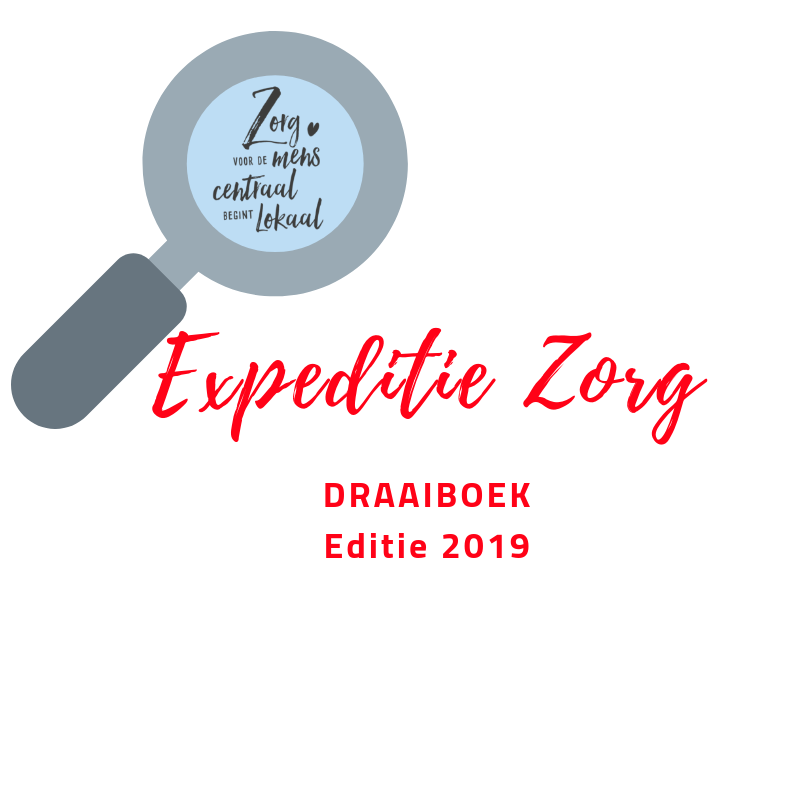 Zorg
VOOR DE mens
centraal
BEGINT Lokaal
Expeditie Zorg
DRAAIBOEK
Editie 2019